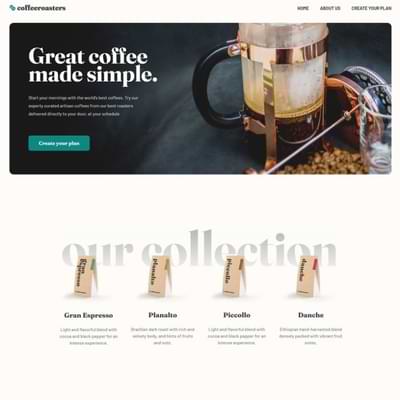 coffeeroasters
HOME ABOUT US CREATE YOUR PLAN
Great coffee
made simple.
Start your mornings with the world's best coffees. Try our
expertly curated artisan coffees from our best roasters
delivered directly to your door, at your schedule.
Create your plan
our collection
Gran Espresso
Planalto
Piccollo
Danche
Gran Espresso Planalto Piccollo Danche
Light and flavorful blend with
cocoa and black pepper for an
intense experience.
Brazilian dark roast with rich and
velvety body, and hints of fruits
and nuts.
Light and flavorful blend with
cocoa and black pepper for an
intense experience.
Ethiopian hand-harvested blend
densely packed with vibrant fruit
notes.